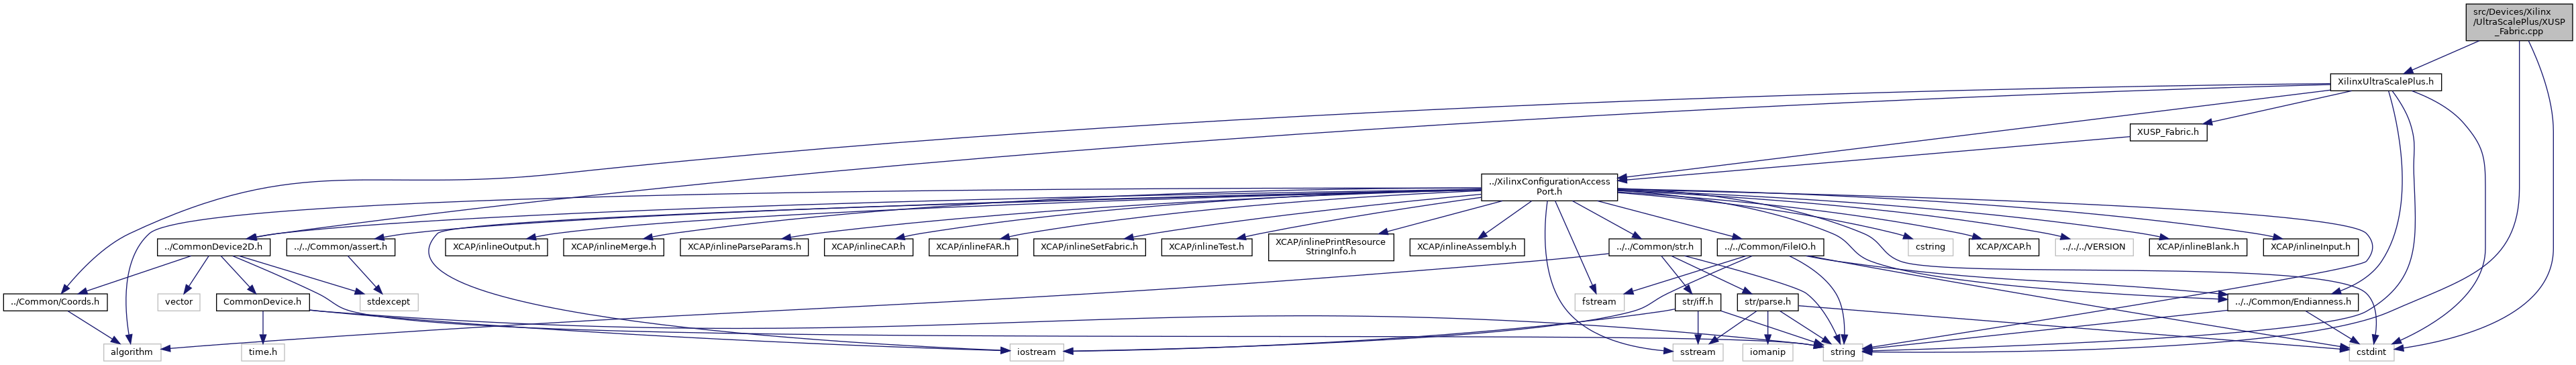 src/Devices/Xilinx
/UltraScalePlus/XUSP
_Fabric.cpp
XilinxUltraScalePlus.h
XUSP_Fabric.h
../XilinxConfigurationAccess
Port.h
../CommonDevice2D.h
../../Common/assert.h
XCAP/inlineOutput.h
XCAP/inlineMerge.h
XCAP/inlineParseParams.h
XCAP/inlineCAP.h
XCAP/inlineFAR.h
XCAP/inlineSetFabric.h
XCAP/inlineTest.h
XCAP/inlinePrintResource
StringInfo.h
XCAP/inlineAssembly.h
../../Common/str.h
../../Common/FileIO.h
cstring
XCAP/XCAP.h
../../../VERSION
XCAP/inlineBlank.h
XCAP/inlineInput.h
../Common/Coords.h
vector
CommonDevice.h
stdexcept
fstream
str/iff.h
str/parse.h
../../Common/Endianness.h
algorithm
time.h
iostream
sstream
iomanip
string
cstdint